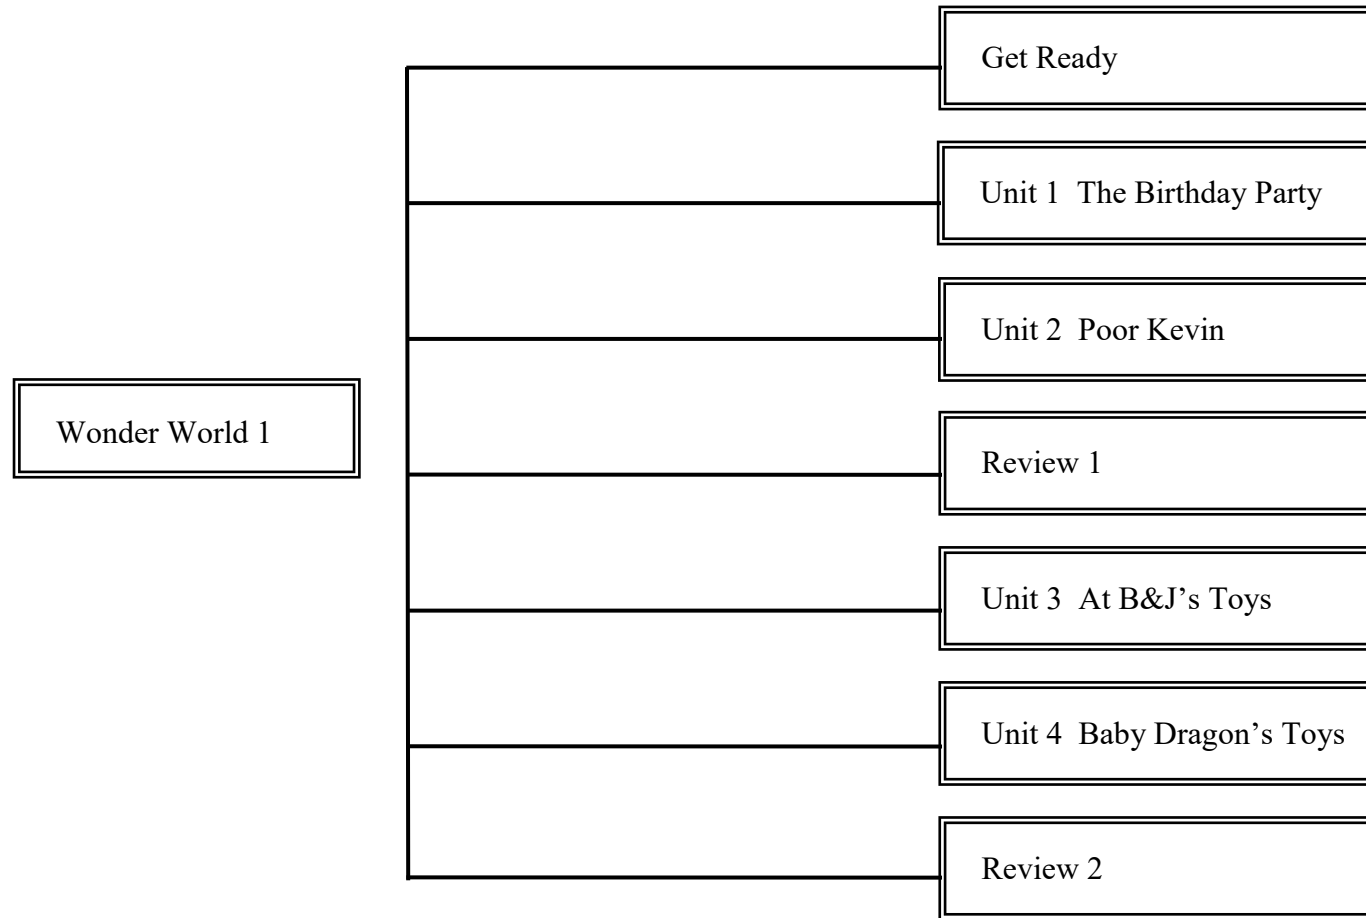 Get Ready
Unit 1  The Birthday Party
Unit 2  Poor Kevin
Wonder World 1
Review 1
Unit 3  At B&J’s Toys
Unit 4  Baby Dragon’s Toys
Review 2